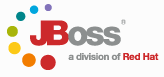 JBoss®
a division of Red Hat